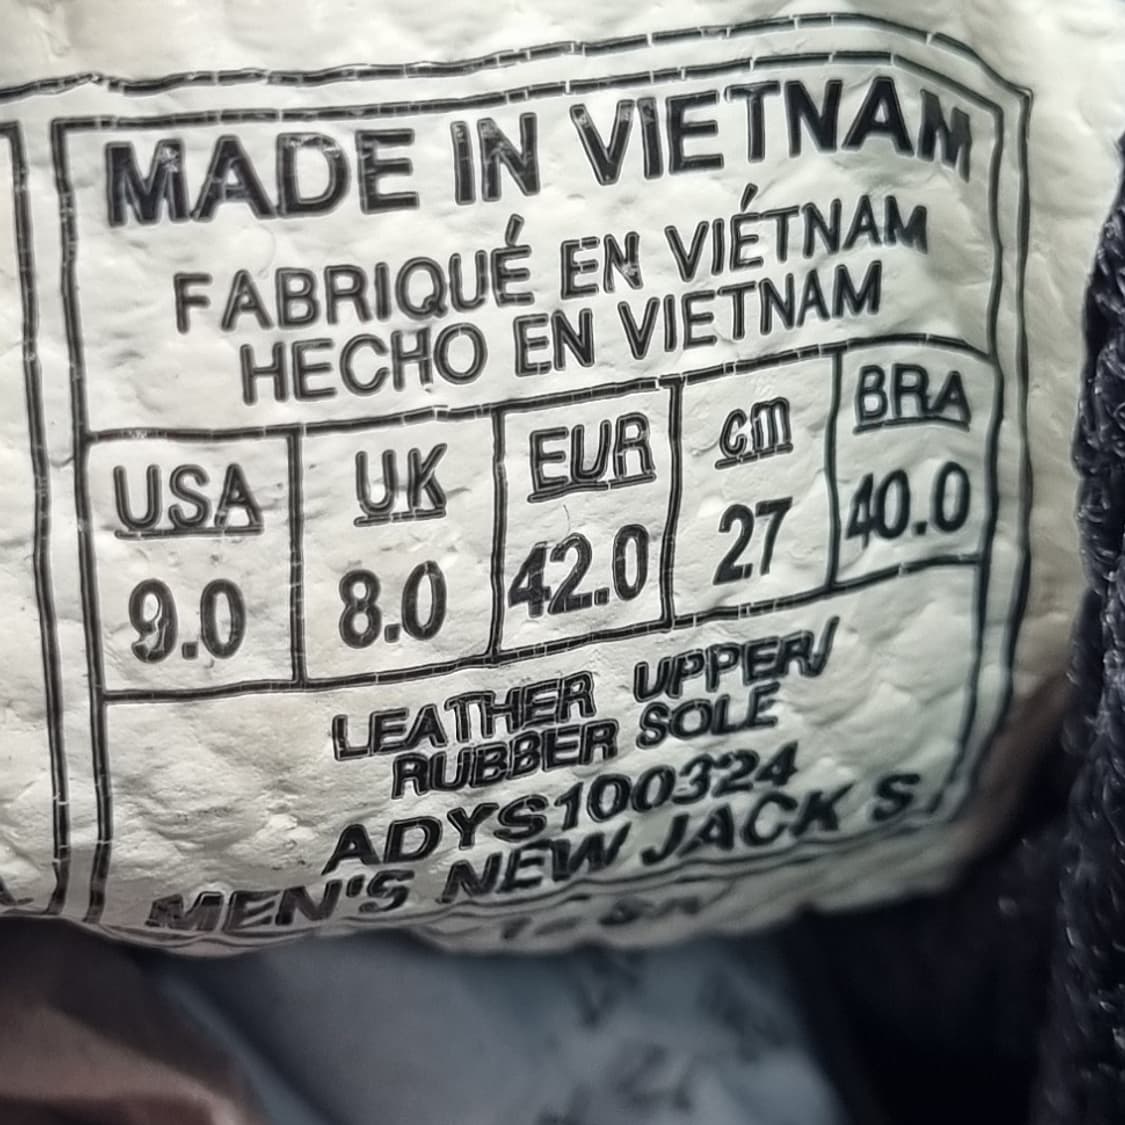 MADE IN VIETNAM
FABRIQUÉ EN VIÉTNAM
HECHO EN VIETNAM
USA UK EUR cm BRA
9.0 8.0 42.0 27 40.0
LEATHER UPPER/
RUBBER SOLE
ADYS100324
MEN'S NEW JACK S